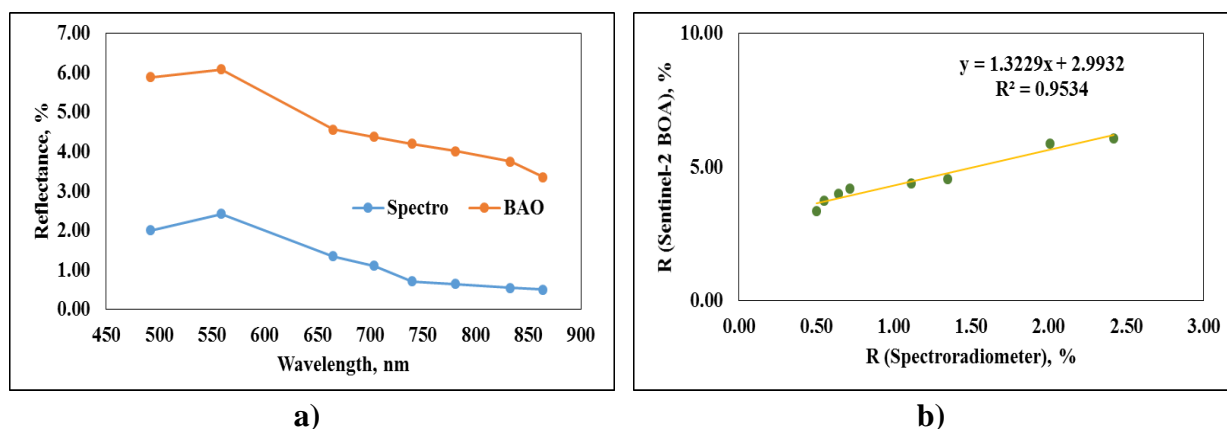 7.00
6.00
5.00
4.00
3.00
2.00
1.00
0.00
Reflectance, %
Spectro BAO
450 500 550 600 650 700 750 800 850 900
Wavelength, nm
a)
10.00
5.00
0.00
R (Sentinel-2 BOA), %
y = 1.3229x + 2.9932
R² = 0.9534
0.00 0.50 1.00 1.50 2.00 2.50 3.00
R (Spectroradiometer), %
b)